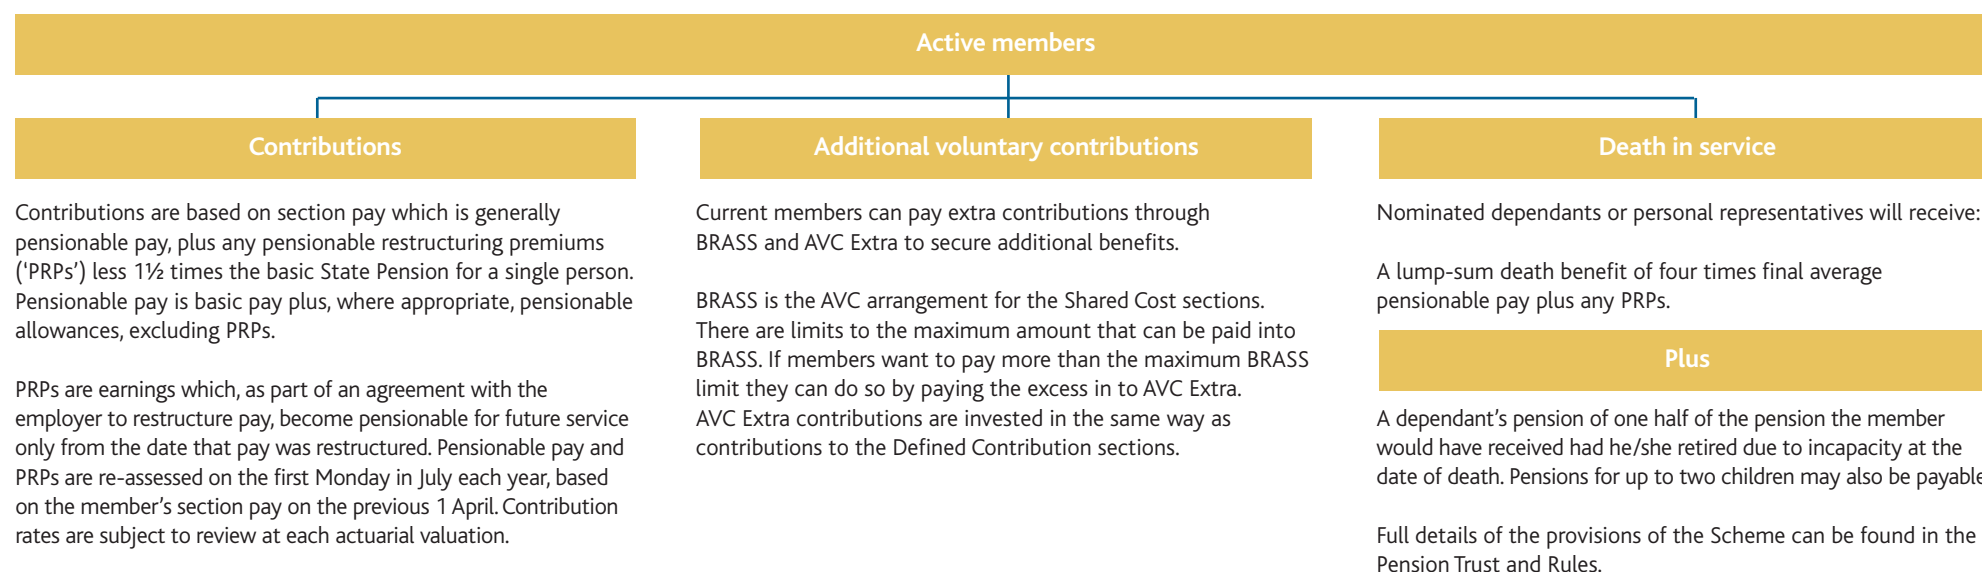 Active members
Contributions
Contributions are based on section pay which is generally
pensionable pay, plus any pensionable restructuring premiums
(‘PRPs’) less 1½ times the basic State Pension for a single person.
Pensionable pay is basic pay plus, where appropriate, pensionable
allowances, excluding PRPs.
PRPs are earnings which, as part of an agreement with the
employer to restructure pay, become pensionable for future service
only from the date that pay was restructured. Pensionable pay and
PRPs are re-assessed on the first Monday in July each year, based
on the member’s section pay on the previous 1 April. Contribution
rates are subject to review at each actuarial valuation.
Additional voluntary contributions
Current members can pay extra contributions through
BRASS and AVC Extra to secure additional benefits.
BRASS is the AVC arrangement for the Shared Cost sections.
There are limits to the maximum amount that can be paid into
BRASS. If members want to pay more than the maximum BRASS
limit they can do so by paying the excess in to AVC Extra.
AVC Extra contributions are invested in the same way as
contributions to the Defined Contribution sections.
Death in service
Nominated dependants or personal representatives will receive:
A lump-sum death benefit of four times final average
pensionable pay plus any PRPs.
Plus
A dependant’s pension of one half of the pension the member
would have received had he/she retired due to incapacity at the
date of death. Pensions for up to two children may also be payable
Full details of the provisions of the Scheme can be found in the
Pension Trust and Rules.